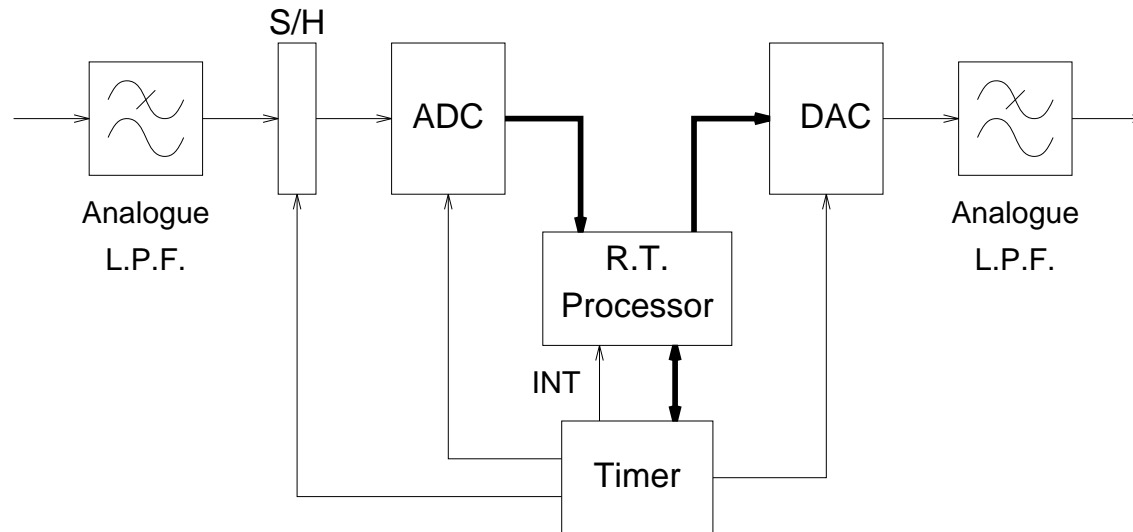 S/H
ADC
DAC
Analogue
L.P.F.
Analogue
L.P.F.
R.T.
Processor
INT
Timer